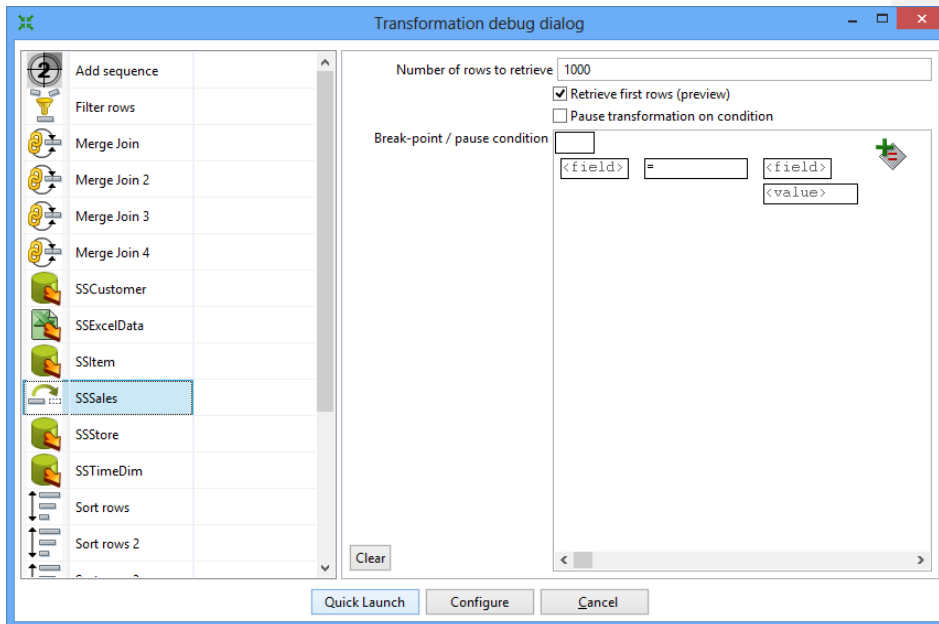 Transformation debug dialog
2
Add sequence
Filter rows
Merge Join
Merge Join 2
Merge Join 3
Merge Join 4
SSCustomer
SSExcelData
SSItem
SSSales
SSStore
SSTimeDim
Sort rows
Sort rows 2
Number of rows to retrieve 1000
Retrieve first rows (preview)
Pause transformation on condition
Break-point / pause condition
<field> = <field>
<value>
Clear
Quick Launch Configure Cancel